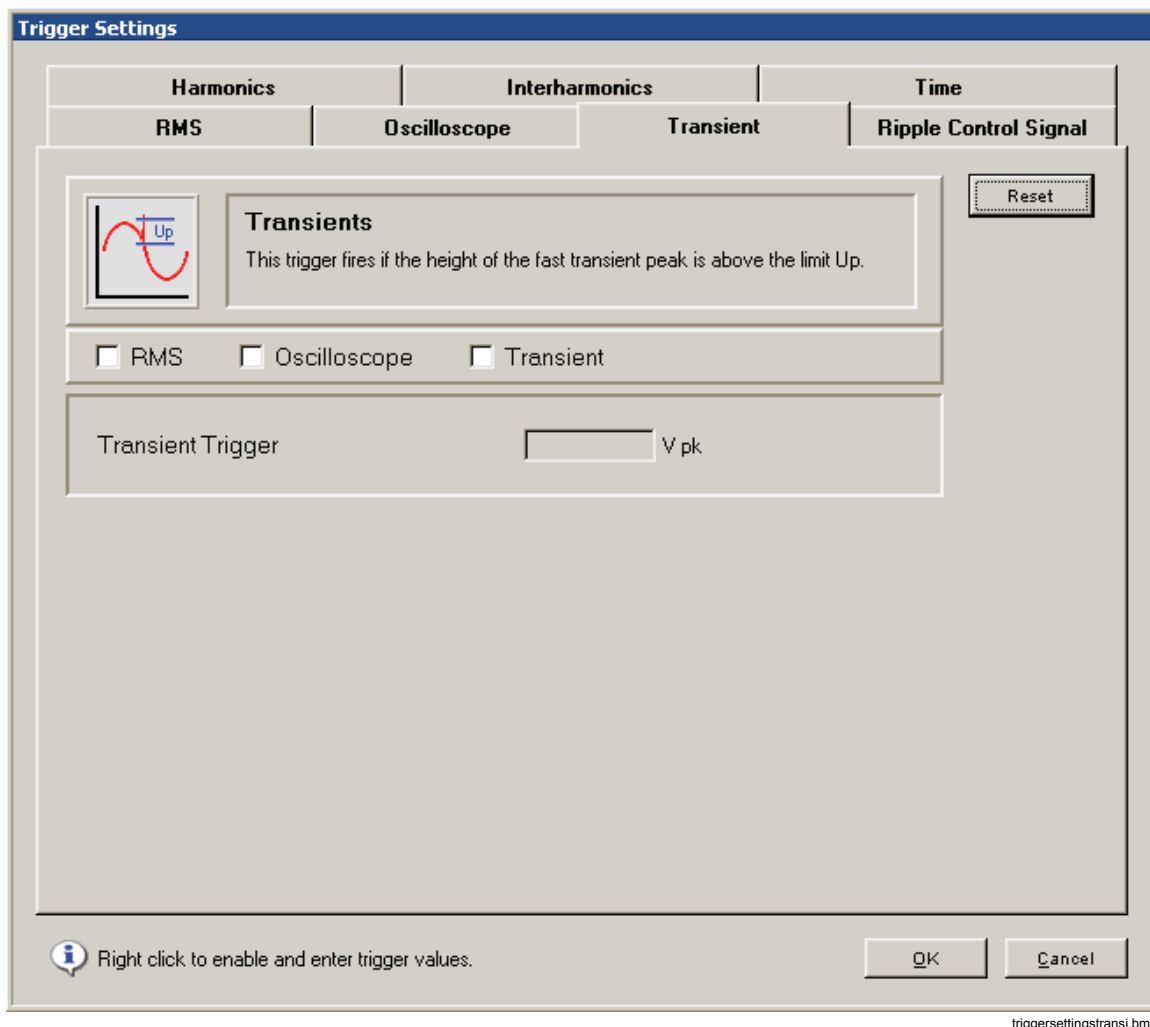 Trigger Settings
Harmonics Interharmonics Time
RMS Oscilloscope Transient Ripple Control Signal
Reset
Up
Transients
This trigger fires if the height of the fast transient peak is above the limit Up.
RMS Oscilloscope Transient
Transient Trigger V pk
Right click to enable and enter trigger values.
OK Cancel
triggersettingstransi.bm